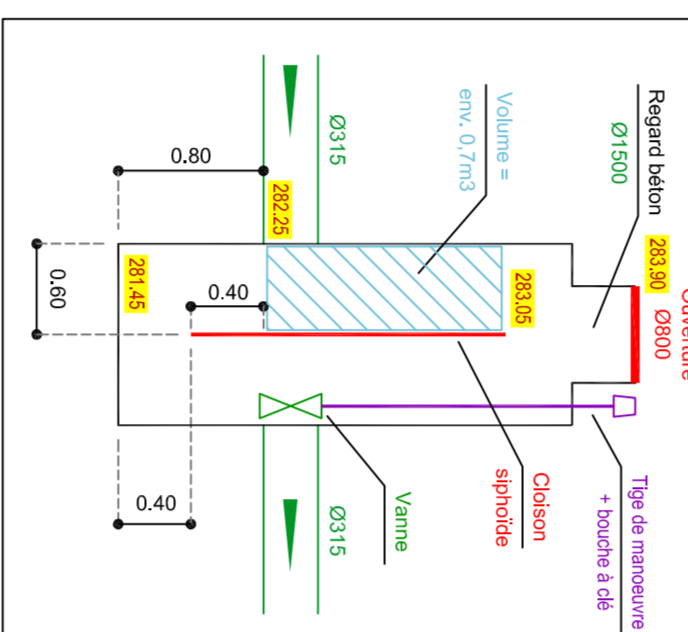 Ouverture
Ø800
283.90
Regard béton
Ø1500
Tige de manoeuvre
+ bouche à clé
Volume =
env. 0,7m3
283.05
Cloison
siphoïde
Ø315
282.25
Vanne
Ø315
0.80
0.40
281.45
0.60
0.40